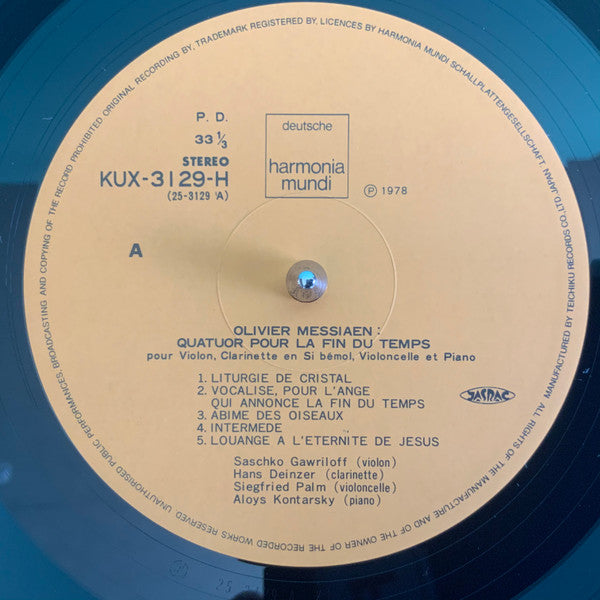 P. D.
33 1/3
STEREO
KUX-3129-H
(25-3129 'A)
deutsche
harmonia
mundi
Ⓟ 1978
A
OLIVIER MESSIAEN :
QUATUOR POUR LA FIN DU TEMPS
pour Violon, Clarinette en Si bémol, Violoncelle et Piano
1. LITURGIE DE CRISTAL
2. VOCALISE, POUR L'ANGE
QUI ANNONCE LA FIN DU TEMPS
3. ABIME DES OISEAUX
4. INTERMEDE
5. LOUANGE A L'ETERNITE DE JESUS
JASRAC
Saschko Gawriloff (violon)
Hans Deinzer (clarinette)
Siegfried Palm (violoncelle)
Aloys Kontarsky (piano)
ALL RIGHTS OF THE MANUFACTURE AND OF THE OWNER OF THE RECORDED WORKS RESERVED. UNAUTHORISED PUBLIC PERFORMANCES, BROADCASTING AND COPYING OF THE RECORD PROHIBITED ORIGINAL RECORDING BY, TRADEMARK REGISTERED BY, LICENCES BY HARMONIA MUNDI SCHALLPLATTENGESELLSCHAFT. MANUFACTURED BY TEICHIKU RECORDS CO., LTD. JAPAN.